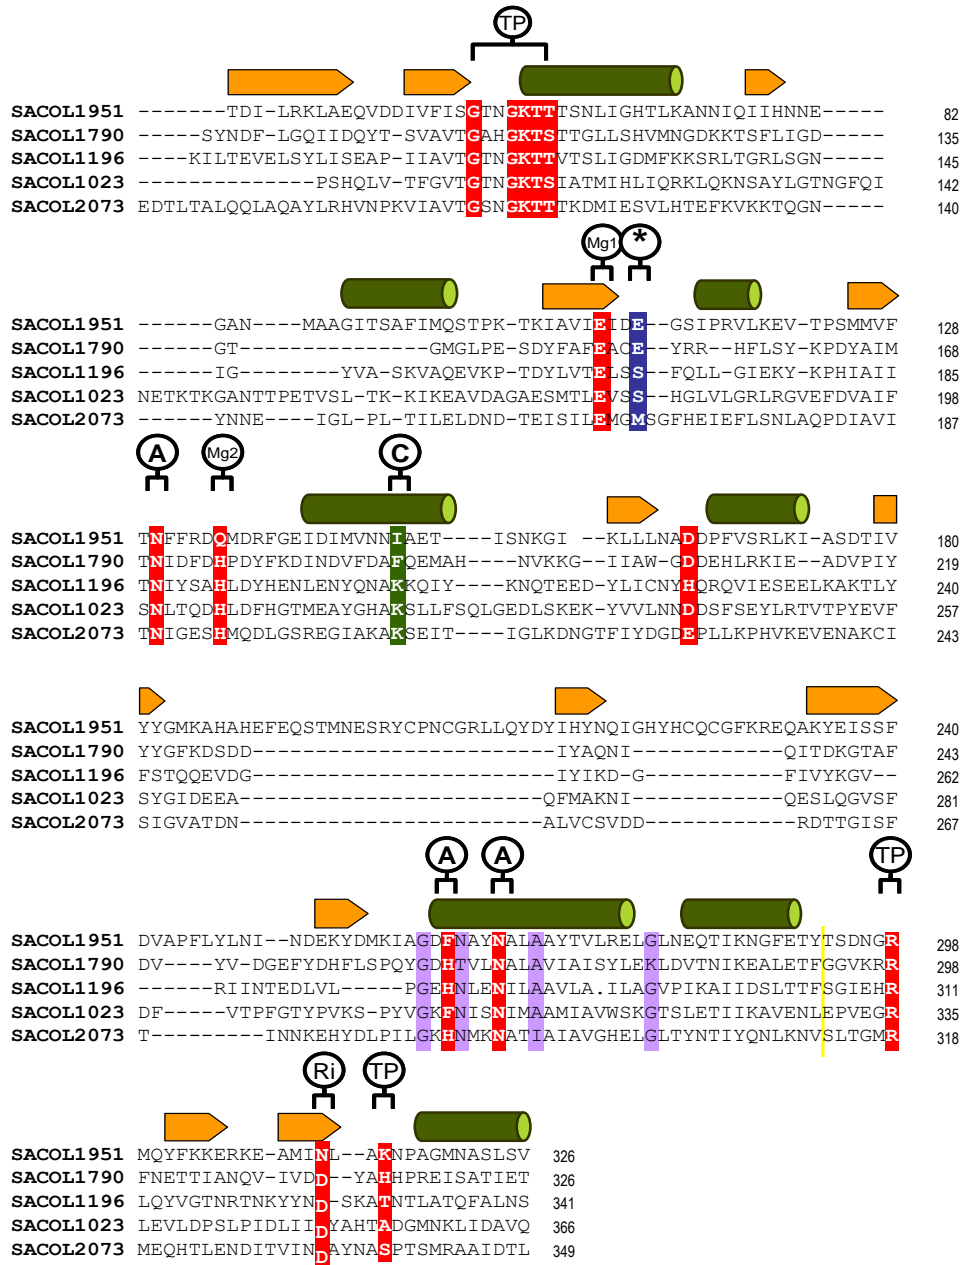 TP
SACOL1951 -------TDI-LRKLAEQVDDIVFISGTNGKTTTSNLIGHTLKANNIQIIHNNE----- 82
SACOL1790 -----SYNDF-LGQIIDQYT-SVAVTGAHGKTSTTGLLSHVMNGDKKTSFLIGD------ 135
SACOL1196 ----KILTEVELSYLISEAP-IIAVTGTNGKTTVTSLIGDMFKKSRLTGRLSGN------ 145
SACOL1023 --------------PSHQLV-TFGVTGTNGKTSIATMIHLIQRKLQKNSAYLGTNGFQI 142
SACOL2073 EDTLTALQQLAQAYLRHVNPKVIAVTGSNGKTTTKDMIESVLHTEFKVKKTQGN----- 140
Mg1 *
SACOL1951 ------GAN----MAAGITSAFIMQSTPK-TKIAVIEIDE--GSIPRVLKEV-TPSMMVF 128
SACOL1790 ------GT--------------GMGLPE-SDYFAFEACE--YRR--HFLSY-KPDYAIM 168
SACOL1196 ------IG-------YVA-SKVAQEVKP-TDYLVTELSS--FQLL-GIEKY-KPHIAII 185
SACOL1023 NETKTKGANTTPETVSL-TK-KIKEAVDAGAESMTLEVSS--HGLVLGRLRGVEFDVAIF 198
SACOL2073 ------YNNE----IGL-PL-TILELDND-TEISILEMGMSGFHEIEFLSNLAQPDIAVI 187
A Mg2 C
SACOL1951 TNFFRDQMDRFGEIDIMVNNIAET----ISNKGI --KLLLNADDPFVSRLKI-ASDTIV 180
SACOL1790 TNIDFDHPDYFKDINDVFDAFQEMAH---NVKKG---IIAW-GDDEHLRKIE--ADVPIY 219
SACOL1196 TNIYSAHLDYHENLENYQNAKKQIY----KNQTEED-YLICNYHQRQVIESEELKAKTLY 240
SACOL1023 SNLTQDHLDFHGTMEAYGHAKSLLFSQLGEDLSKEK-YVVLNNDDSFSEYLRTVTPYEVF 257
SACOL2073 TNIGESHMQDLGSREGIAKAKSEIT----IGLKDNGTFIYDGDEPLLKPHVKEVENAKCI 243
SACOL1951 YYGMKAHAHEFEQSTMNESRYCPNCGRLLQYDYIHYNQIGHYHCQCGFKREQAKYEISSF 240
SACOL1790 YYGFKDSDD------------------------IYAQNI------------QITDKGTAF 243
SACOL1196 FSTQQEVDG------------------------IYIKD-G-----------FIVYKGV-- 262
SACOL1023 SYGIDEEA------------------------QFMAKNI------------QESLQGVSF 281
SACOL2073 SIGVATDN------------------------ALVCSVDD-----------RDTTGISF 267
A A TP
SACOL1951 DVAPFLYLNI--NDEKYDMKIAGDFNAYNALAAYTVLRELGLNEQTIKNGFETYTSDNGR 298
SACOL1790 DV---YV-DGEFYDHFLSPQYGDHTVLNALAVIAISYLEKLDVTNIKEALETFGGVKRR 298
SACOL1196 ----RIINTEDLVL-----PGEHNLENILAAVLA.ILAGVPIKAIIDSLTTFSGIEHR 311
SACOL1023 DF---VTPFGTYPVKS-PYVGKFNISNIMAAMIAVWSKGTSLETIIKAVENLEPVEGR 335
SACOL2073 T-------INNKEHYDLPILGKHNMKNATIAIAVGHELGLTYNTIYQNLKNVSLTGMR 318
Ri TP
SACOL1951 MQYFKKERKE-AMINL--AKNPAGMNASLSV 326
SACOL1790 FNETTIANQV-IVDD-YAHHPREISATIET 326
SACOL1196 LQYVGTNRTNKYYND-SKATNTLATQFALNS 341
SACOL1023 LEVLDPSLPIDLIIDYAHTADGMNKLIDAVQ 366
SACOL2073 MEQHTLENDITVINDAYNASPTSMRAAIDTL 349